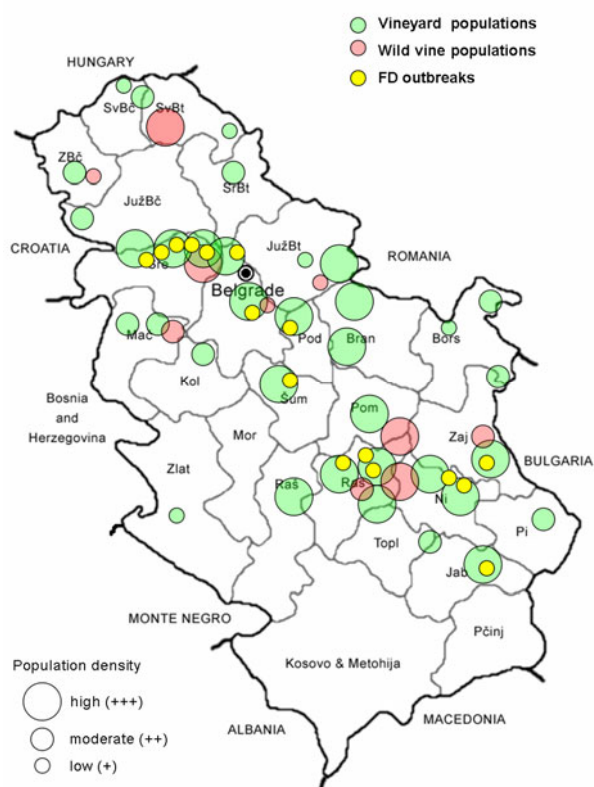 Vineyard populations
Wild vine populations
FD outbreaks
HUNGARY
SvBč
SvBt
ZBč
SrBt
JužBč
CROATIA
JužBt
ROMANIA
Sre
Belgrade
Mač
Pod
Bran
Bors
Kol
Šum
Bosnia
and
Herzegovina
Mor
Pom
Zaj
Zlat
BULGARIA
Raš
Ras
Ni
Pi
Topl
Jab
MONTE NEGRO
Pčinj
Population density
Kosovo & Metohija
high (+++)
moderate (++)
low (+)
ALBANIA
MACEDONIA